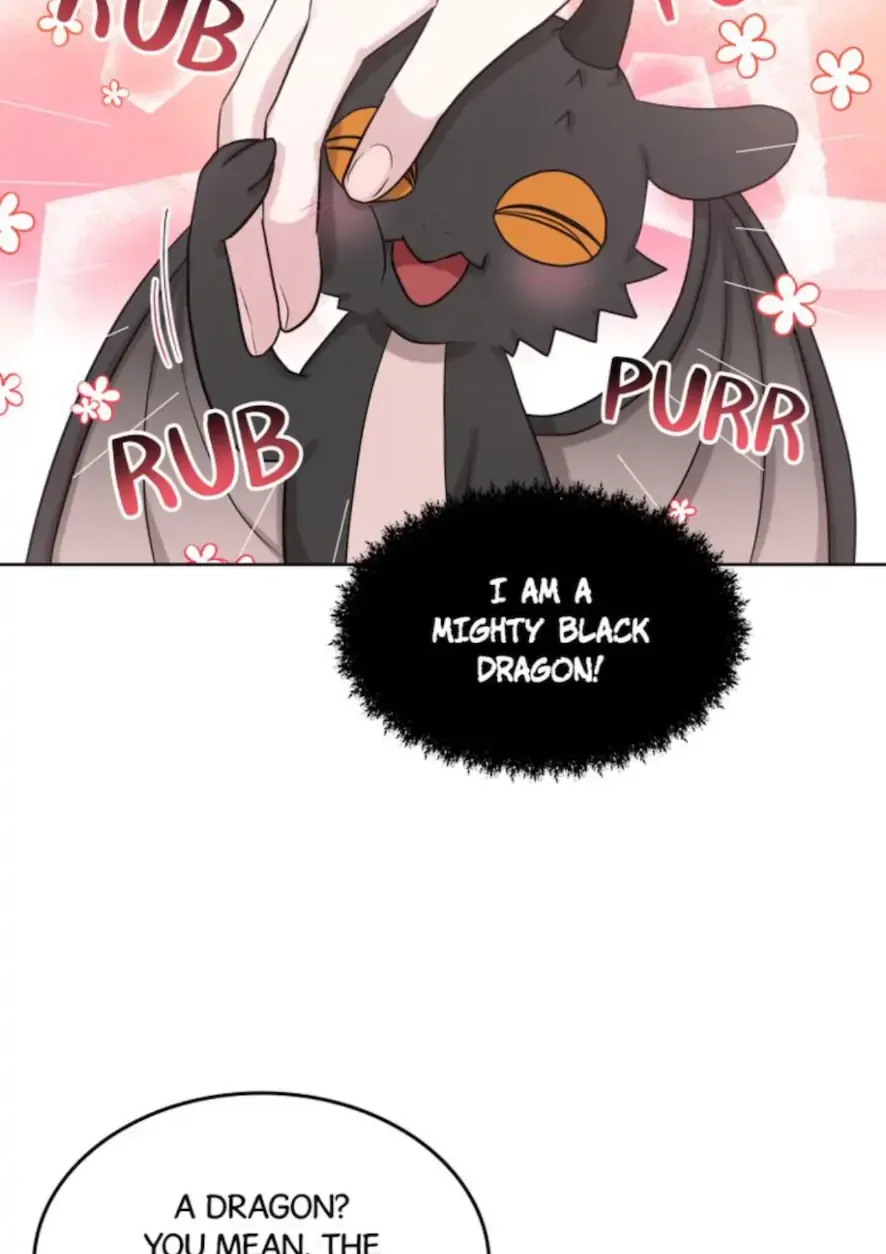 RUB
RUB
PURR
I AM A
MIGHTY BLACK
DRAGON!
A DRAGON?
YOU MEAN, THE